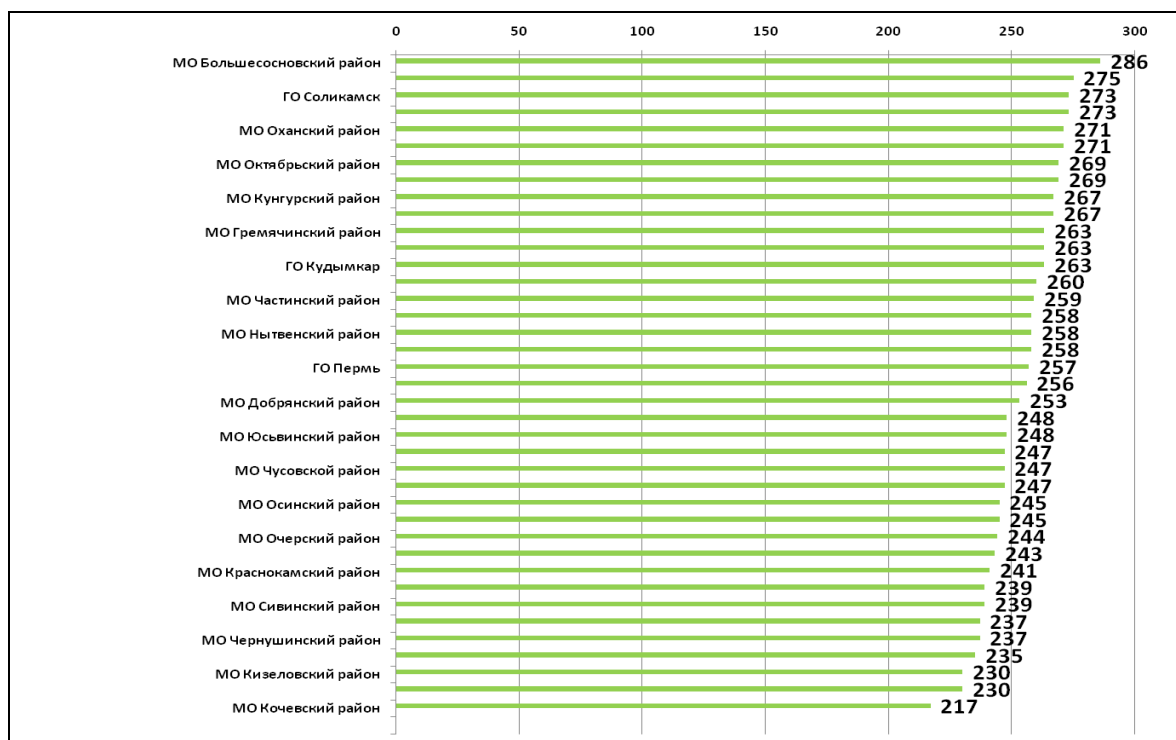 0 50 100 150 200 250 300
МО Большесосновский район 286
275
ГО Соликамск 273
273
МО Оханский район 271
271
МО Октябрьский район 269
269
МО Кунгурский район 267
267
МО Гремячинский район 263
263
ГО Кудымкар 263
260
МО Частинский район 259
258
МО Нытвенский район 258
258
ГО Пермь 257
256
МО Добрянский район 253
248
МО Юсьвинский район 248
247
МО Чусовской район 247
247
МО Осинский район 245
245
МО Очерский район 244
243
МО Краснокамский район 241
239
МО Сивинский район 239
237
МО Чернушинский район 237
235
МО Кизеловский район 230
230
МО Кочевский район 217